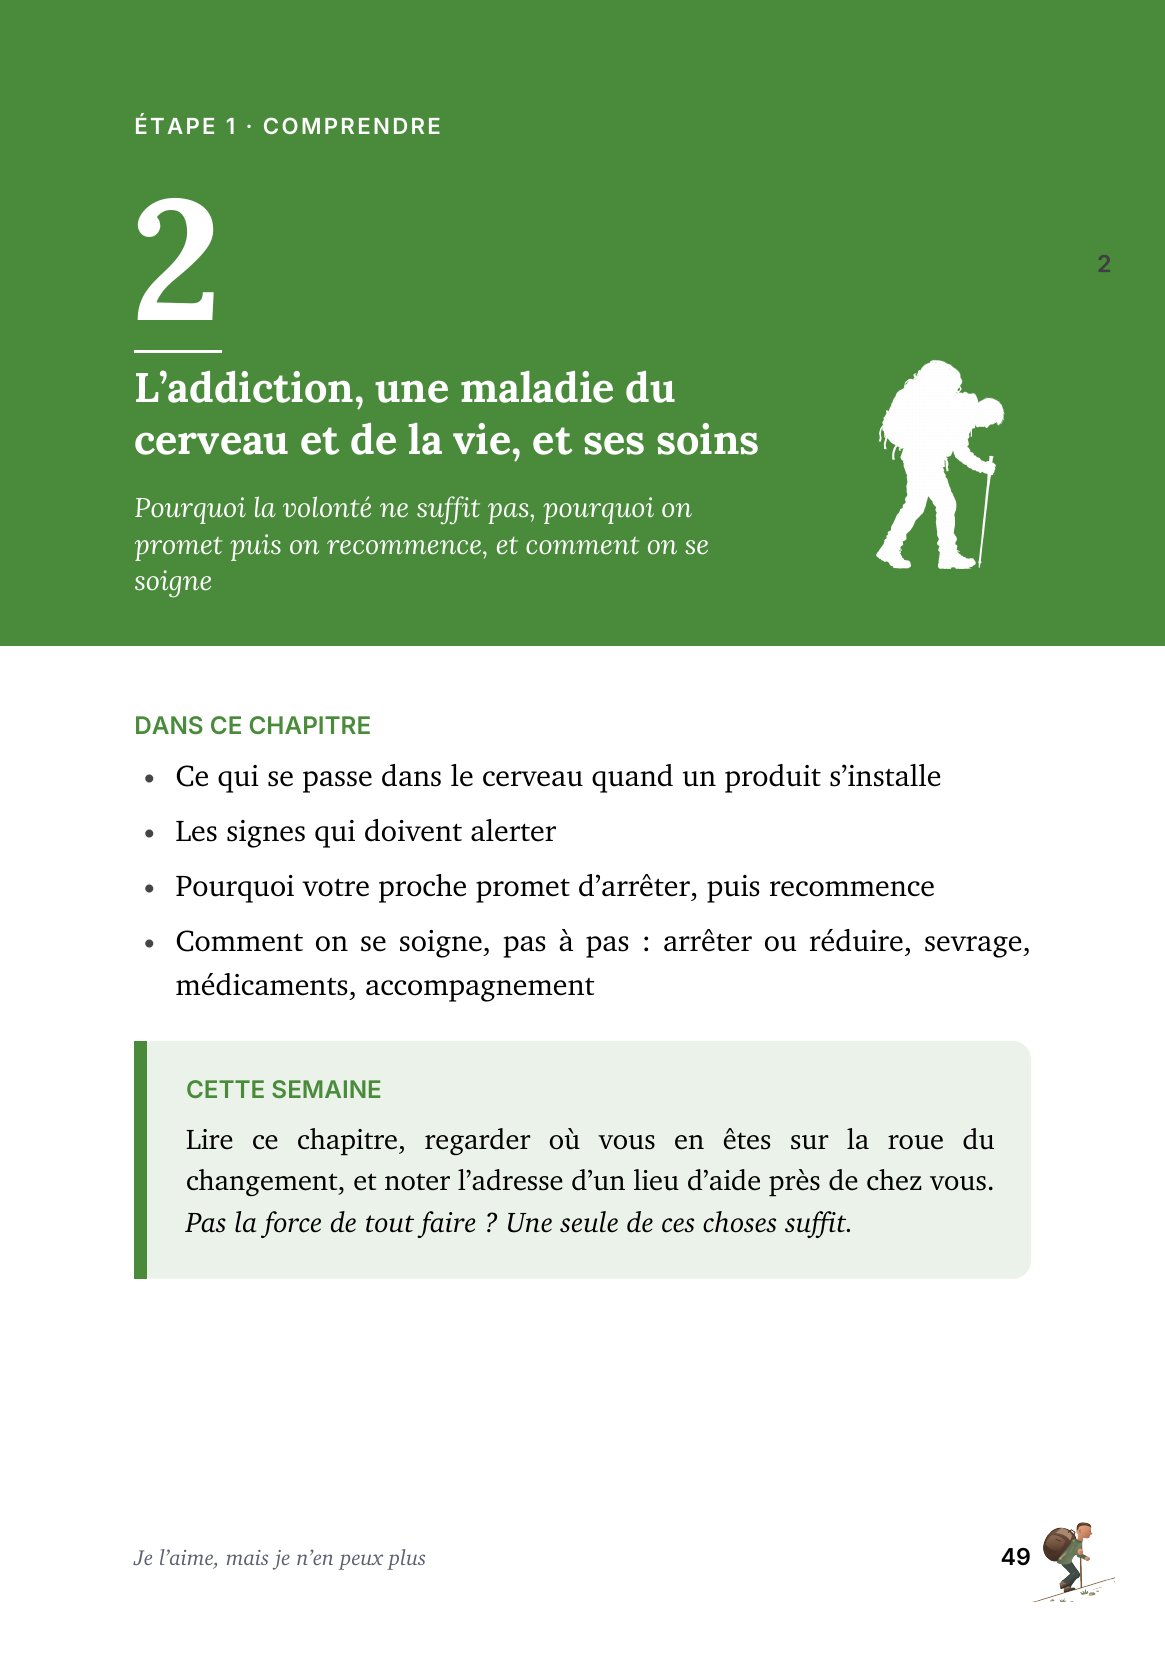 ÉTAPE 1 · COMPRENDRE
2
2
L’addiction, une maladie du
cerveau et de la vie, et ses soins
Pourquoi la volonté ne suffit pas, pourquoi on
promet puis on recommence, et comment on se
soigne
DANS CE CHAPITRE
• Ce qui se passe dans le cerveau quand un produit s’installe
• Les signes qui doivent alerter
• Pourquoi votre proche promet d’arrêter, puis recommence
• Comment on se soigne, pas à pas : arrêter ou réduire, sevrage,
médicaments, accompagnement
CETTE SEMAINE
Lire ce chapitre, regarder où vous en êtes sur la roue du
changement, et noter l’adresse d’un lieu d’aide près de chez vous.
Pas la force de tout faire ? Une seule de ces choses suffit.
Je l’aime, mais je n’en peux plus
49